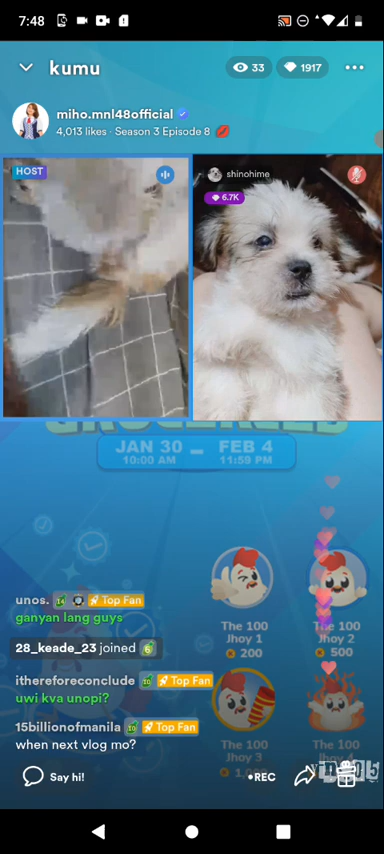 7:48
kumu
33
1917
miho.mnl48official
4,013 likes · Season 3 Episode 8
HOST
shinohime
6.7K
JAN 30 – FEB 4
10:00 AM 11:59 PM
unos. 14 Top Fan
ganyan lang guys
28_keade_23 joined 6
ithereforeconclude 10 Top Fan
uwi kva unopi?
15billionofmanila 10 Top Fan
when next vlog mo?
The 100
Jhoy 1
200
The 100
Jhoy 2
500
The 100
Jhoy 3
The 100
Say hi!
•REC